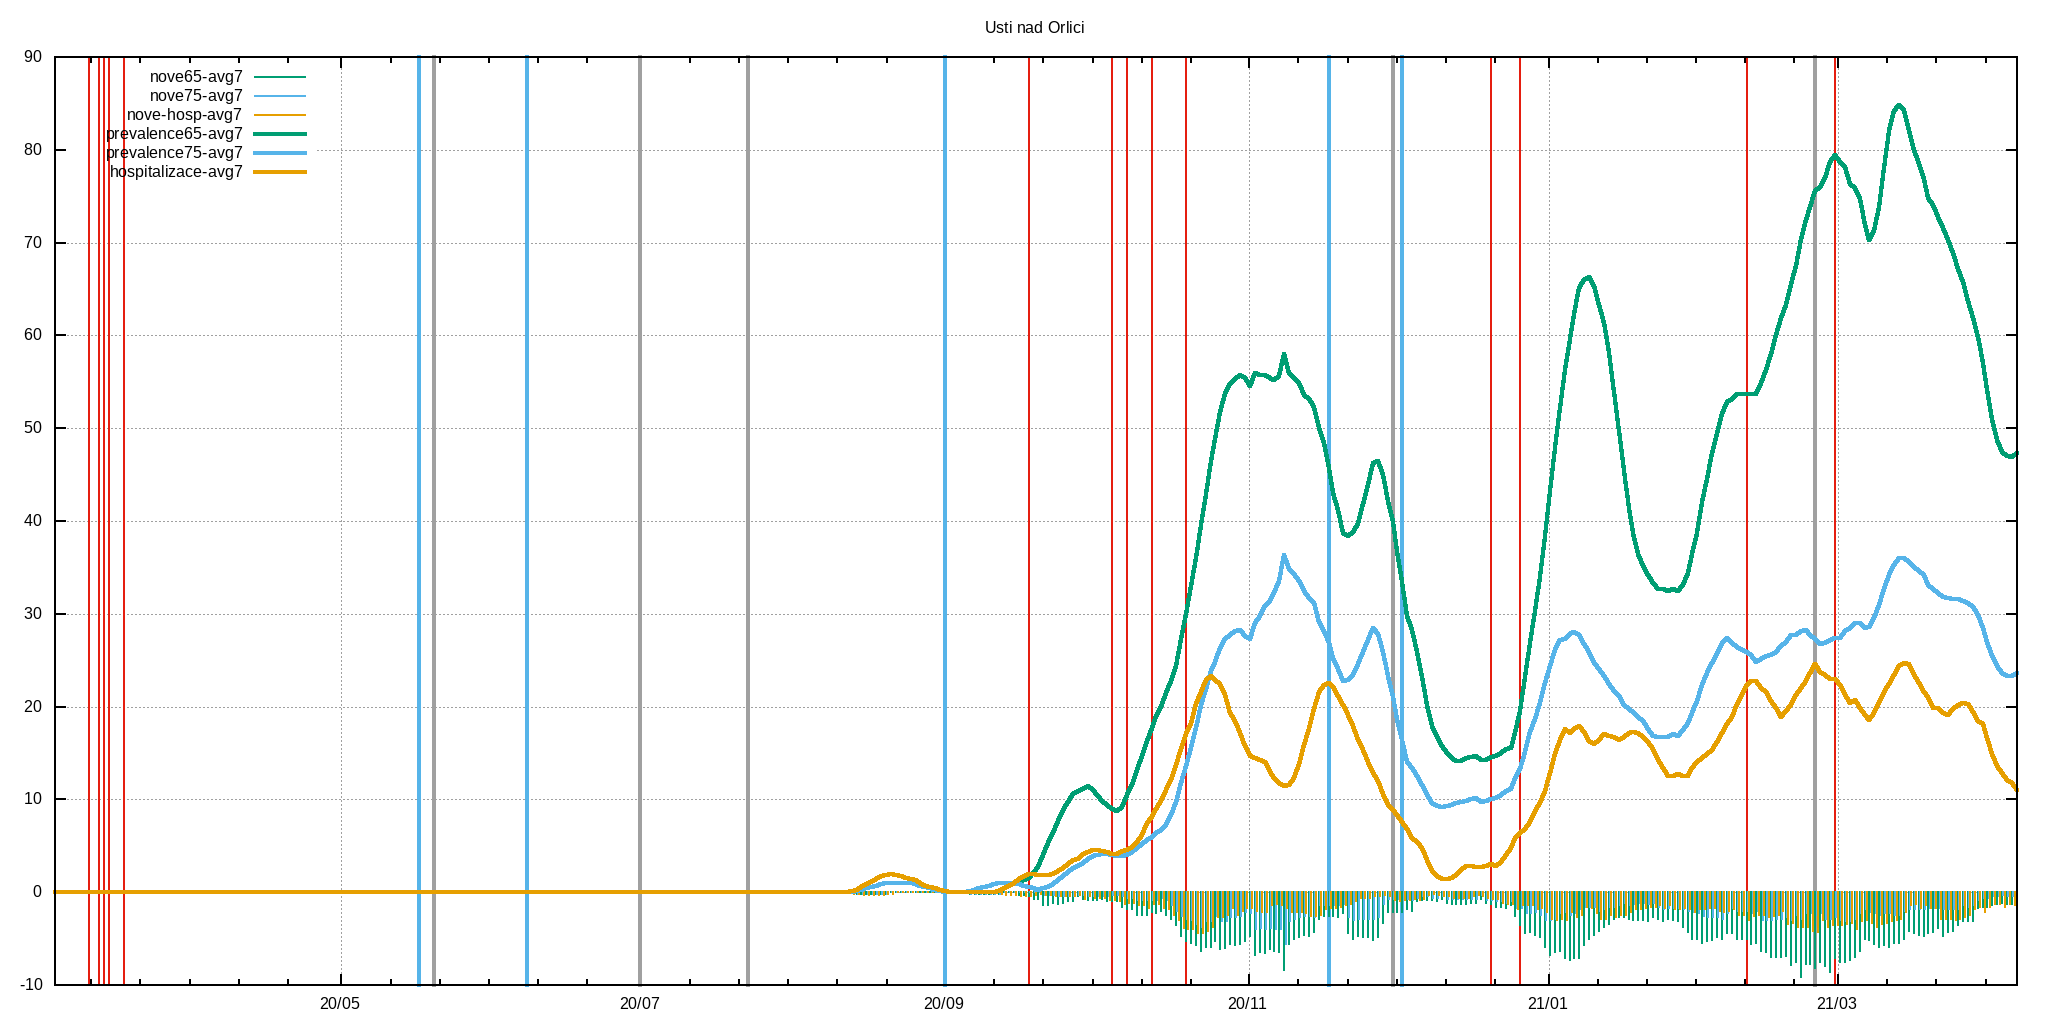 Usti nad Orlici
90
80
70
60
50
40
30
20
10
0
-10
nove65-avg7
nove75-avg7
nove-hosp-avg7
prevalence65-avg7
prevalence75-avg7
hospitalizace-avg7
20/05 20/07 20/09 20/11 21/01 21/03